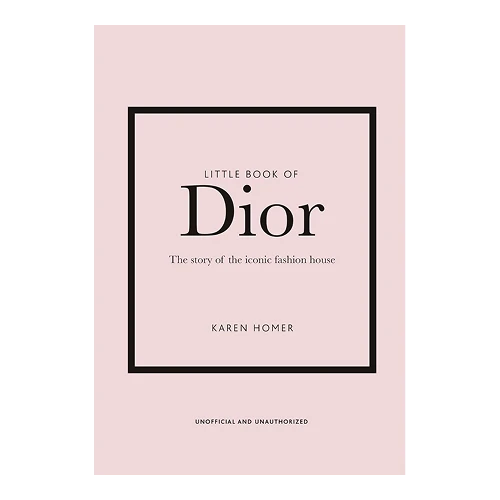 LITTLE BOOK OF
Dior
The story of the iconic fashion house
KAREN HOMER
UNOFFICIAL AND UNAUTHORIZED